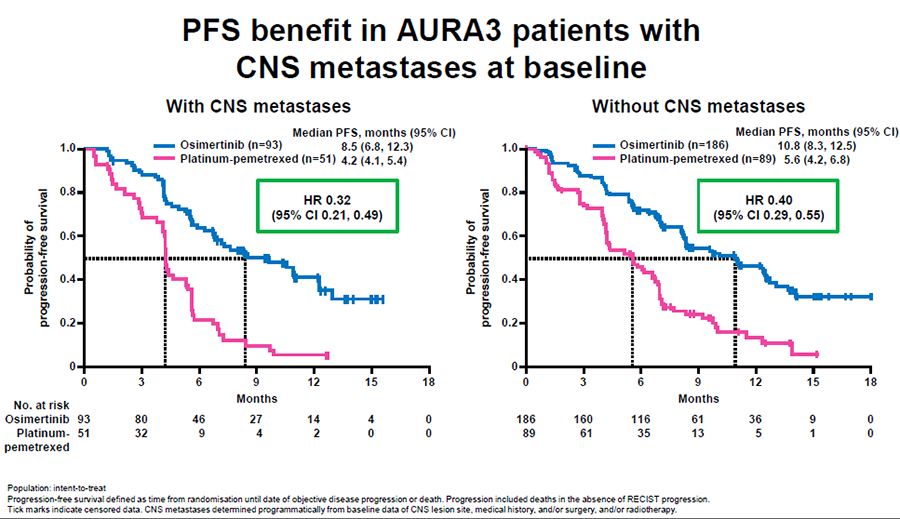 PFS benefit in AURA3 patients with
CNS metastases at baseline
With CNS metastases
Median PFS, months (95% CI)
Osimertinib (n=93) 8.5 (6.8, 12.3)
Platinum-pemetrexed (n=51) 4.2 (4.1, 5.4)
HR 0.32
(95% CI 0.21, 0.49)
Probability of
progression-free survival
1.0
0.8
0.6
0.4
0.2
0
0 3 6 9 12 15 18
Months
No. at risk
Osimertinib 93 80 46 27 14 4 0
Platinum- 51 32 9 4 2 0 0
pemetrexed
Without CNS metastases
Median PFS, months (95% CI)
Osimertinib (n=186) 10.8 (8.3, 12.5)
Platinum-pemetrexed (n=89) 5.6 (4.2, 6.8)
HR 0.40
(95% CI 0.29, 0.55)
Probability of
progression-free survival
1.0
0.8
0.6
0.4
0.2
0
0 3 6 9 12 15 18
Months
186 160 116 61 36 9 0
89 61 35 13 5 1 0
Population: intent-to-treat
Progression-free survival defined as time from randomisation until date of objective disease progression or death. Progression included deaths in the absence of RECIST progression.
Tick marks indicate censored data. CNS metastases determined programmatically from baseline data of CNS lesion site, medical history, and/or surgery, and/or radiotherapy.